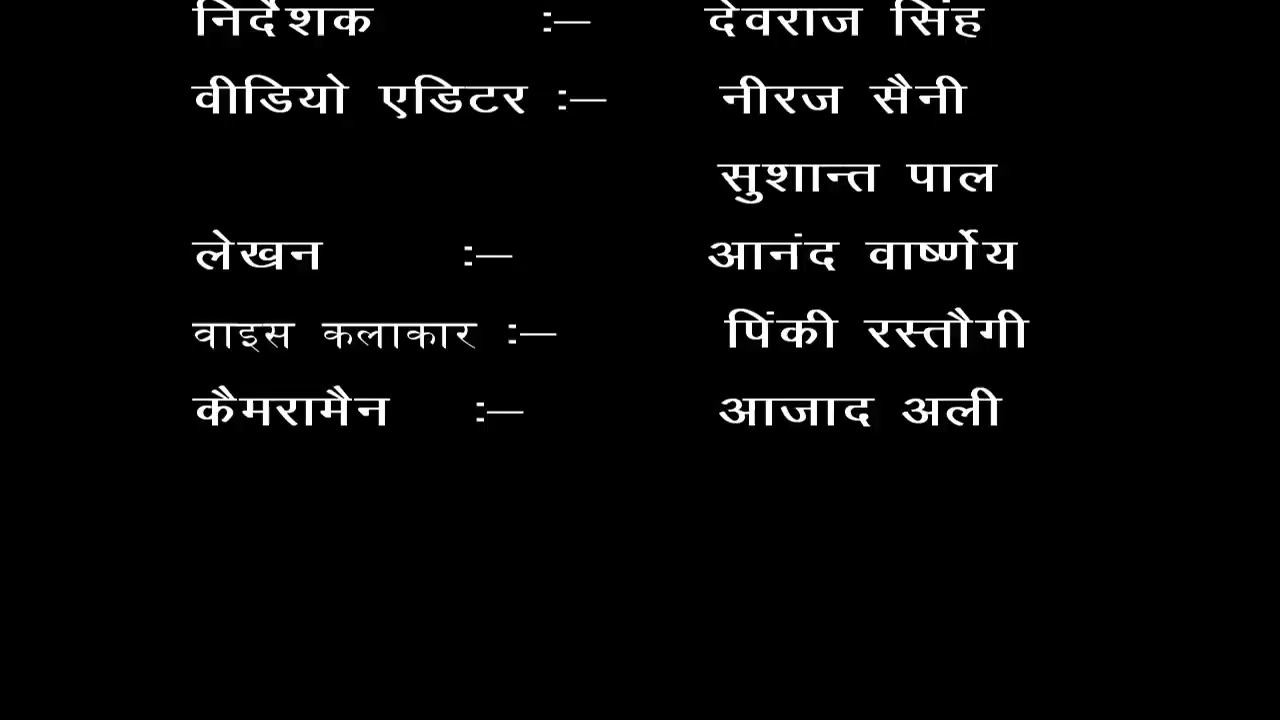 निर्देशक :— देवराज सिंह
वीडियो एडिटर :— नीरज सैनी
सुशान्त पाल
लेखन :— आनंद वार्ष्णेय
वाइस कलाकार :— पिंकी रस्तौगी
कैमरामैन :— आजाद अली